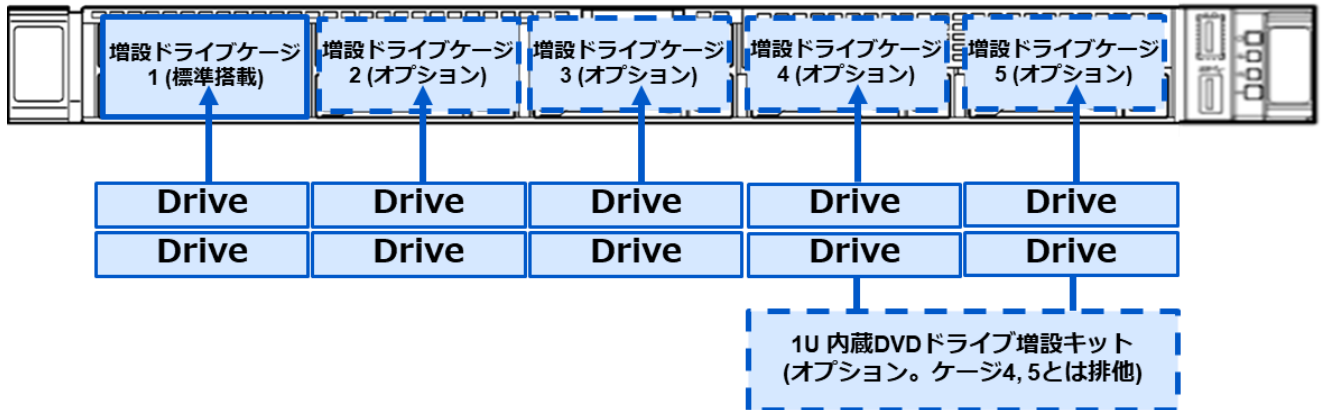 増設ドライブケージ
1 (標準搭載)
増設ドライブケージ
2 (オプション)
増設ドライブケージ
3 (オプション)
増設ドライブケージ
4 (オプション)
増設ドライブケージ
5 (オプション)
Drive Drive Drive Drive Drive
Drive Drive Drive Drive Drive
1U 内蔵DVDドライブ増設キット
(オプション。ケージ4, 5とは排他)